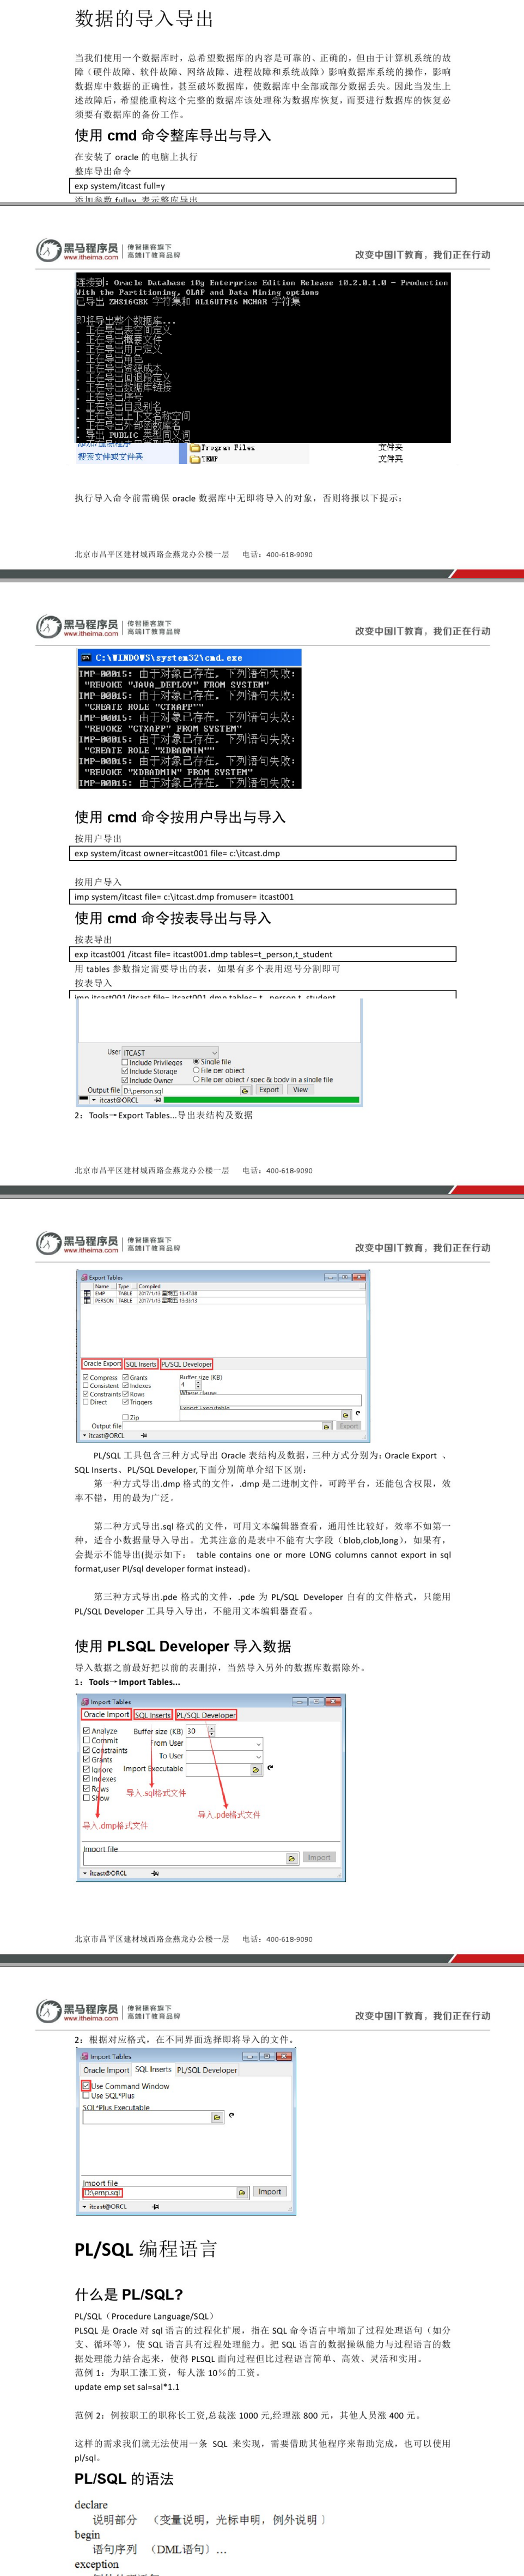 数据的导入导出
当我们使用一个数据库时，总希望数据库的内容是可靠的、正确的，但由于计算机系统的故
障（硬件故障、软件故障、网络故障、进程故障和系统故障）影响数据库系统的操作，影响
数据库中数据的正确性，甚至破坏数据库，使数据库中全部或部分数据丢失。因此当发生上
述故障后，希望能重构这个完整的数据库该处理称为数据库恢复，而要进行数据库的恢复必
须要有数据库的备份工作。
使用 cmd 命令整库导出与导入
在安装了 oracle 的电脑上执行
整库导出命令
exp system/itcast full=y
添加参数 full=y 表示整库导出
黑马程序员 传智播客旗下
www.itheima.com 高端IT教育品牌
改变中国IT教育，我们正在行动
连接到: Oracle Database 10g Enterprise Edition Release 10.2.0.1.0 - Production
With the Partitioning, OLAP and Data Mining options
已导出 ZHS16GBK 字符集和 AL16UTF16 NCHAR 字符集
即将导出整个数据库...
. 正在导出表空间定义
. 正在导出概要文件
. 正在导出用户定义
. 正在导出角色
. 正在导出资源成本
. 正在导出回退段定义
. 正在导出数据库链接
. 正在导出序号
. 正在导出目录别名
. 正在导出上下文名称空间
. 正在导出外部函数库名
. 导出 PUBLIC 类型同义词
Program Files 文件夹
搜索文件或文件夹 TEMP 文件夹
执行导入命令前需确保 oracle 数据库中无即将导入的对象，否则将报以下提示：
北京市昌平区建材城西路金燕龙办公楼一层 电话：400-618-9090
黑马程序员 传智播客旗下
www.itheima.com 高端IT教育品牌
改变中国IT教育，我们正在行动
C:\WINDOWS\system32\cmd.exe
IMP-00015: 由于对象已存在, 下列语句失败:
"REVOKE "JAVA_DEPLOY" FROM SYSTEM"
IMP-00015: 由于对象已存在, 下列语句失败:
"CREATE ROLE "CTXAPP""
IMP-00015: 由于对象已存在, 下列语句失败:
"REVOKE "CTXAPP" FROM SYSTEM"
IMP-00015: 由于对象已存在, 下列语句失败:
"CREATE ROLE "XDBADMIN""
IMP-00015: 由于对象已存在, 下列语句失败:
"REVOKE "XDBADMIN" FROM SYSTEM"
IMP-00015: 由于对象已存在, 下列语句失败:
使用 cmd 命令按用户导出与导入
按用户导出
exp system/itcast owner=itcast001 file= c:\itcast.dmp
按用户导入
imp system/itcast file= c:\itcast.dmp fromuser= itcast001
使用 cmd 命令按表导出与导入
按表导出
exp itcast001 /itcast file= itcast001.dmp tables=t_person,t_student
用 tables 参数指定需要导出的表，如果有多个表用逗号分割即可
按表导入
imp itcast001/itcast file= itcast001.dmp tables= t_person,t_student
User ITCAST
Include Privileges Single file
Include Storage File per object
Include Owner File per object / spec & body in a single file
Output file D:\person.sql Export View
itcast@ORCL
2：Tools→Export Tables...导出表结构及数据
北京市昌平区建材城西路金燕龙办公楼一层 电话：400-618-9090
黑马程序员 传智播客旗下
www.itheima.com 高端IT教育品牌
改变中国IT教育，我们正在行动
Export Tables
Name Type Compiled
EMP TABLE 2017/1/13 星期五 13:47:38
PERSON TABLE 2017/1/13 星期五 13:33:13
Oracle Export SQL Inserts PL/SQL Developer
Compress Grants Buffer size (KB)
Consistent Indexes 4
Constraints Rows Where clause
Direct Triggers
Export Executable
Zip
Output file Export
itcast@ORCL
PL/SQL 工具包含三种方式导出 Oracle 表结构及数据，三种方式分别为：Oracle Export 、
SQL Inserts、PL/SQL Developer,下面分别简单介绍下区别：
第一种方式导出.dmp 格式的文件，.dmp 是二进制文件，可跨平台，还能包含权限，效
率不错，用的最为广泛。
第二种方式导出.sql 格式的文件，可用文本编辑器查看，通用性比较好，效率不如第一
种，适合小数据量导入导出。尤其注意的是表中不能有大字段（blob,clob,long），如果有，
会提示不能导出(提示如下： table contains one or more LONG columns cannot export in sql
format,user Pl/sql developer format instead)。
第三种方式导出.pde 格式的文件，.pde 为 PL/SQL Developer 自有的文件格式，只能用
PL/SQL Developer 工具导入导出，不能用文本编辑器查看。
使用 PLSQL Developer 导入数据
导入数据之前最好把以前的表删掉，当然导入另外的数据库数据除外。
1：Tools→Import Tables...
Import Tables
Oracle Import SQL Inserts PL/SQL Developer
Analyze Buffer size (KB) 30
Commit From User
Constraints To User
Grants
Ignore Import Executable
Indexes
Rows
Show
导入.sql格式文件
导入.pde格式文件
导入.dmp格式文件
Import file
Import
itcast@ORCL
北京市昌平区建材城西路金燕龙办公楼一层 电话：400-618-9090
黑马程序员 传智播客旗下
www.itheima.com 高端IT教育品牌
改变中国IT教育，我们正在行动
2：根据对应格式，在不同界面选择即将导入的文件。
Import Tables
Oracle Import SQL Inserts PL/SQL Developer
Use Command Window
Use SQL*Plus
SQL*Plus Executable
Import file
D:\emp.sql Import
itcast@ORCL
PL/SQL 编程语言
什么是 PL/SQL?
PL/SQL（Procedure Language/SQL）
PLSQL 是 Oracle 对 sql 语言的过程化扩展，指在 SQL 命令语言中增加了过程处理语句（如分
支、循环等），使 SQL 语言具有过程处理能力。把 SQL 语言的数据操纵能力与过程语言的数
据处理能力结合起来，使得 PLSQL 面向过程但比过程语言简单、高效、灵活和实用。
范例 1：为职工涨工资，每人涨 10％的工资。
update emp set sal=sal*1.1
范例 2：例按职工的职称长工资,总裁涨 1000 元,经理涨 800 元，其他人员涨 400 元。
这样的需求我们就无法使用一条 SQL 来实现，需要借助其他程序来帮助完成，也可以使用
pl/sql。
PL/SQL 的语法
declare
说明部分 （变量说明，光标申明，例外说明 〕
begin
语句序列 （DML语句〕…
exception